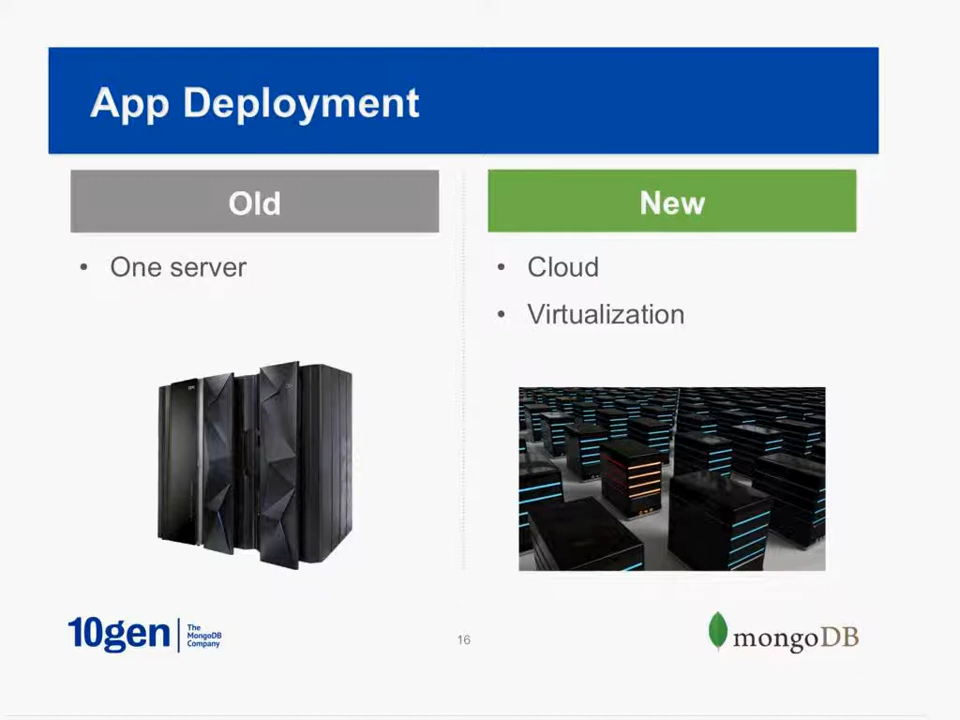 App Deployment
Old
New
• One server
• Cloud
• Virtualization
10gen
The
MongoDB
Company
16
mongoDB